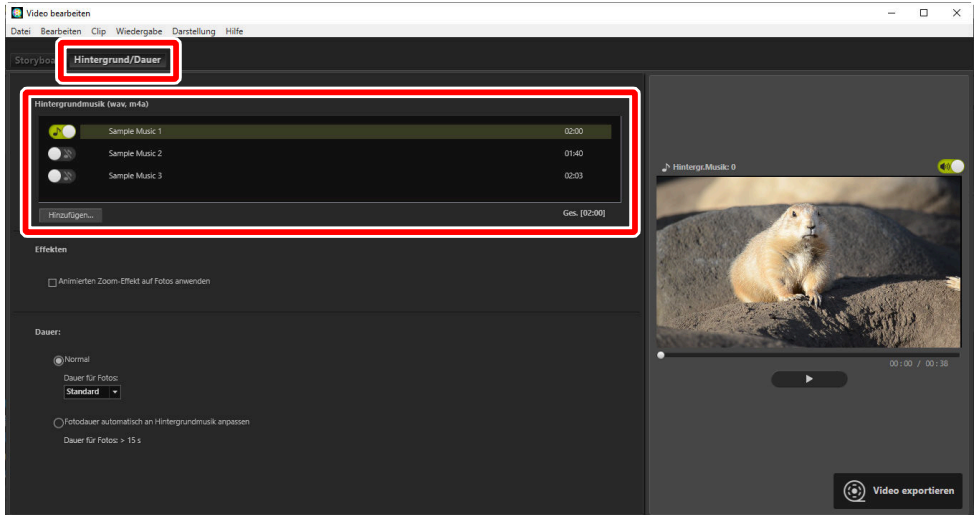 Video bearbeiten
Datei Bearbeiten Clip Wiedergabe Darstellung Hilfe
Hintergrund/Dauer
Hintergrundmusik (wav, m4a)
Sample Music 1 02:00
Sample Music 2 01:40
Sample Music 3 02:03
Hinzufügen... Ges. [02:00]
Effekten
Animierten Zoom-Effekt auf Fotos anwenden
Dauer:
Normal
Dauer für Fotos:
Standard
Fotodauer automatisch an Hintergrundmusik anpassen
Dauer für Fotos: > 15 s
Hintergr.Musik: 0
00:00 / 00:38
Video exportieren